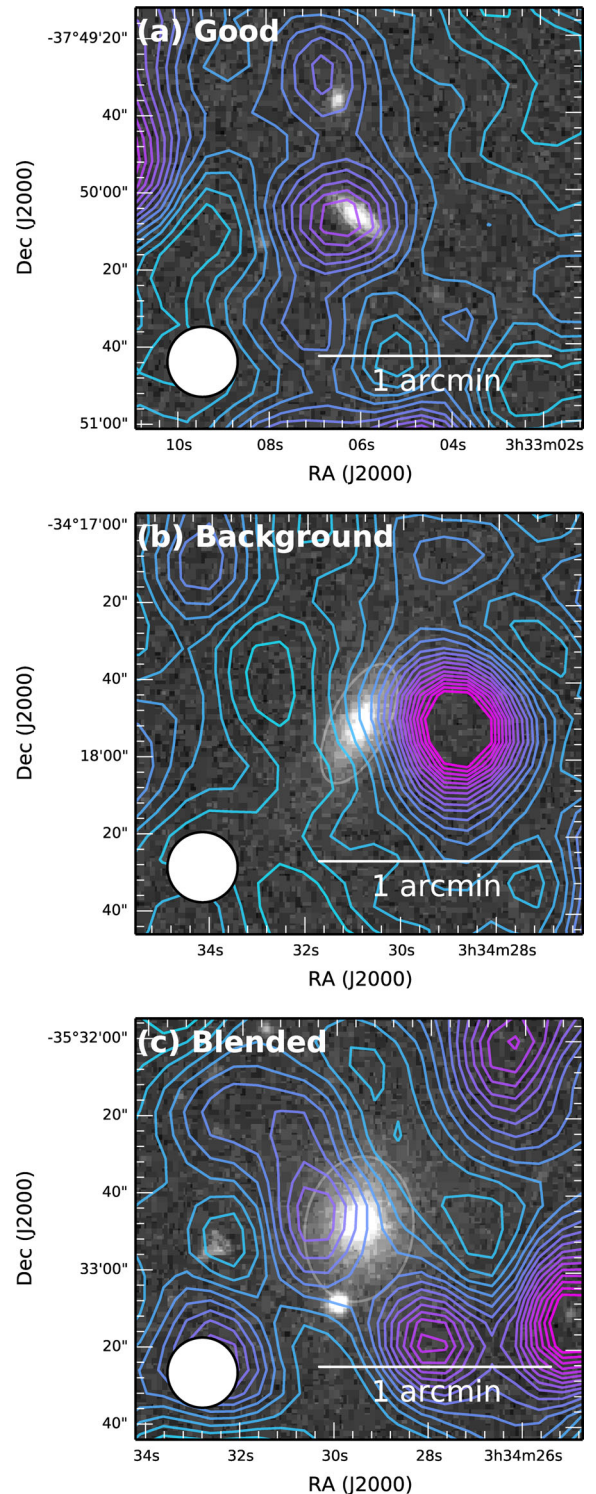 (a) Good
-37°49'20"
40"
50'00"
20"
40"
51'00"
Dec (J2000)
1 arcmin
10s
08s
06s
04s
3h33m02s
RA (J2000)
(b) Background
-34°17'00"
20"
40"
18'00"
20"
40"
Dec (J2000)
1 arcmin
34s
32s
30s
3h34m28s
RA (J2000)
(c) Blended
-35°32'00"
20"
40"
33'00"
20"
40"
Dec (J2000)
1 arcmin
34s
32s
30s
28s
3h34m26s
RA (J2000)